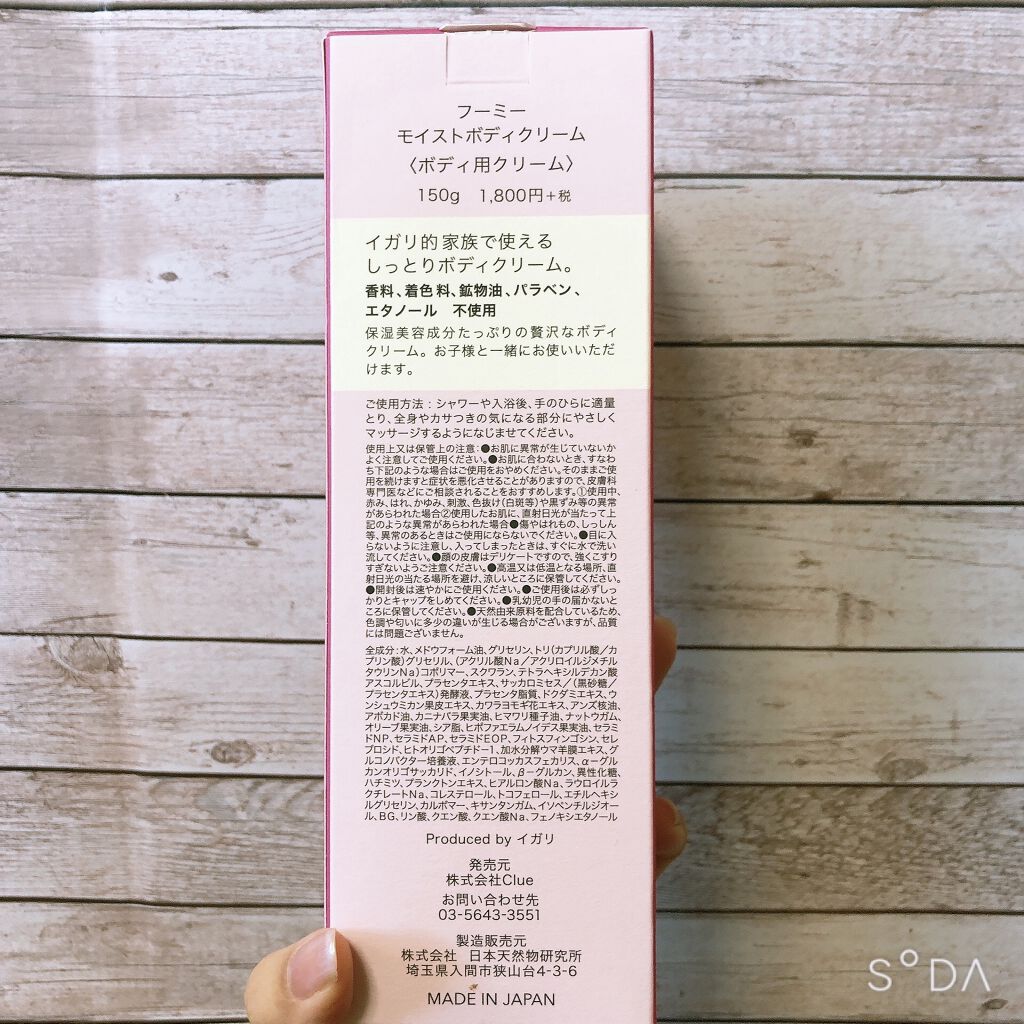 フーミー
モイストボディクリーム
〈ボディ用クリーム〉
150g 1,800円+税
イガリ的 家族で使える
しっとりボディクリーム。
香料、着色料、鉱物油、パラベン、
エタノール 不使用
保湿美容成分たっぷりの贅沢なボディ
クリーム。お子様と一緒にお使いいただ
けます。
ご使用方法：シャワーや入浴後、手のひらに適量
とり、全身やカサつきの気になる部分にやさしく
マッサージするようになじませてください。
使用上又は保管上の注意：●お肌に異常が生じていないか
よく注意してご使用ください。●お肌に合わないとき、すなわ
ち下記のような場合はご使用をおやめください。そのままご使
用を続けますと症状を悪化させることがありますので、皮膚科
専門医などにご相談されることをおすすめします。①使用中、
赤み、はれ、かゆみ、刺激、色抜け(白斑等)や黒ずみ等の異常
があらわれた場合②使用したお肌に、直射日光が当たって上
記のような異常があらわれた場合●傷やはれもの、しっしん
等、異常のあるときはご使用にならないでください。●目に入
らないように注意し、入ってしまったときは、すぐに水で洗い
流してください。●顔の皮膚はデリケートですので、強くこすり
すぎないようご注意ください。●高温又は低温となる場所、直
射日光の当たる場所を避け、涼しいところに保管してください。
●開封後は速やかにご使用ください。●ご使用後は必ずしっ
かりとキャップをしめてください。●乳幼児の手の届かないと
ころに保管してください。●天然由来原料を配合しているため、
色調や匂いに多少の違いが生じる場合がございますが、品質
には問題ございません。
全成分：水、メドウフォーム油、グリセリン、トリ(カプリル酸／カ
プリン酸)グリセリル、(アクリル酸Na／アクリロイルジメチル
タウリンNa)コポリマー、スクワラン、テトラヘキシルデカン酸
アスコルビル、プラセンタエキス、サッカロミセス／(黒砂糖／
プラセンタエキス)発酵液、プラセンタ脂質、ドクダミエキス、ウ
ンシュウミカン果皮エキス、カワラヨモギ花エキス、アンズ核油、
アボカド油、カニナバラ果実油、ヒマワリ種子油、ナットウガム、
オリーブ果実油、シア脂、ヒポファエラムノイデス果実油、セラミ
ドNP、セラミドAP、セラミドEOP、フィトスフィンゴシン、セレ
ブロシド、ヒトオリゴペプチド-1、加水分解ウマ羊膜エキス、グ
ルコノバクター培養液、エンテロコッカスフェカリス、α-グル
カンオリゴサッカリド、イノシトール、β-グルカン、異性化糖、
ハチミツ、プランクトンエキス、ヒアルロン酸Na、ラウロイルラ
クチレートNa、コレステロール、トコフェロール、エチルヘキシ
ルグリセリン、カルボマー、キサンタンガム、イソペンチルジオー
ル、BG、リン酸、クエン酸、クエン酸Na、フェノキシエタノール
Produced by イガリ
発売元
株式会社Clue
お問い合わせ先
03-5643-3551
製造販売元
株式会社 日本天然物研究所
埼玉県入間市狭山台4-3-6
MADE IN JAPAN
SODA